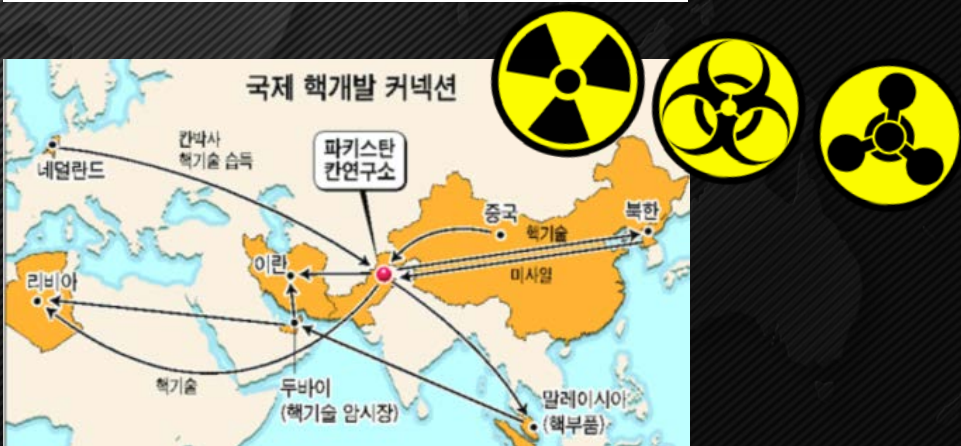 국제 핵개발 커넥션
칸박사
핵기술 습득
네덜란드
파키스탄
칸연구소
중국
북한
핵기술
이란
미사일
리비아
핵기술
두바이
(핵기술 암시장)
말레이시아
(핵부품)